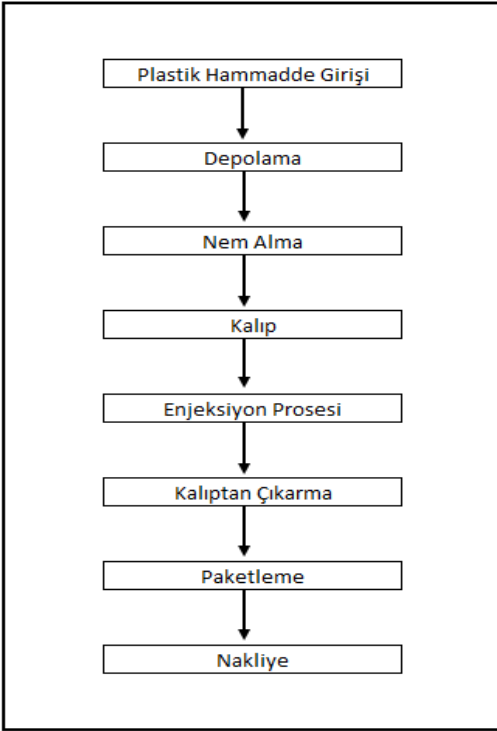 Plastik Hammadde Girişi
Depolama
Nem Alma
Kalıp
Enjeksiyon Prosesi
Kalıptan Çıkarma
Paketleme
Nakliye